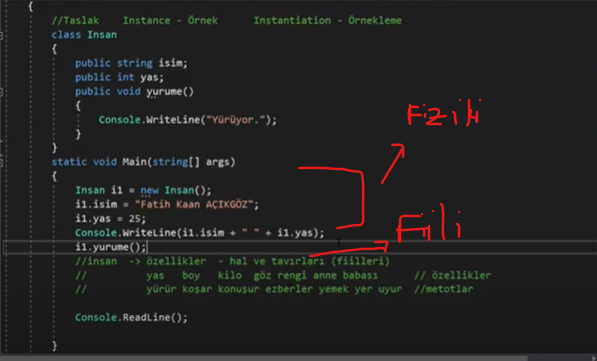 {
//Taslak Instance - Örnek Instantiation - Örnekleme
class Insan
{
public string isim;
public int yas;
public void yurume()
{
Console.WriteLine("Yürüyor.");
}
}
static void Main(string[] args)
{
Insan i1 = new Insan();
i1.isim = "Fatih Kaan AÇIKGÖZ";
i1.yas = 25;
Console.WriteLine(i1.isim + " " + i1.yas);
i1.yurume();
//insan -> özellikler - hal ve tavırları (fiilleri)
// yas boy kilo göz rengi anne babası // özellikler
// yürür koşar konuşur ezberler yemek yer uyur //metotlar
Console.ReadLine();
}
Fiziki
Fiili